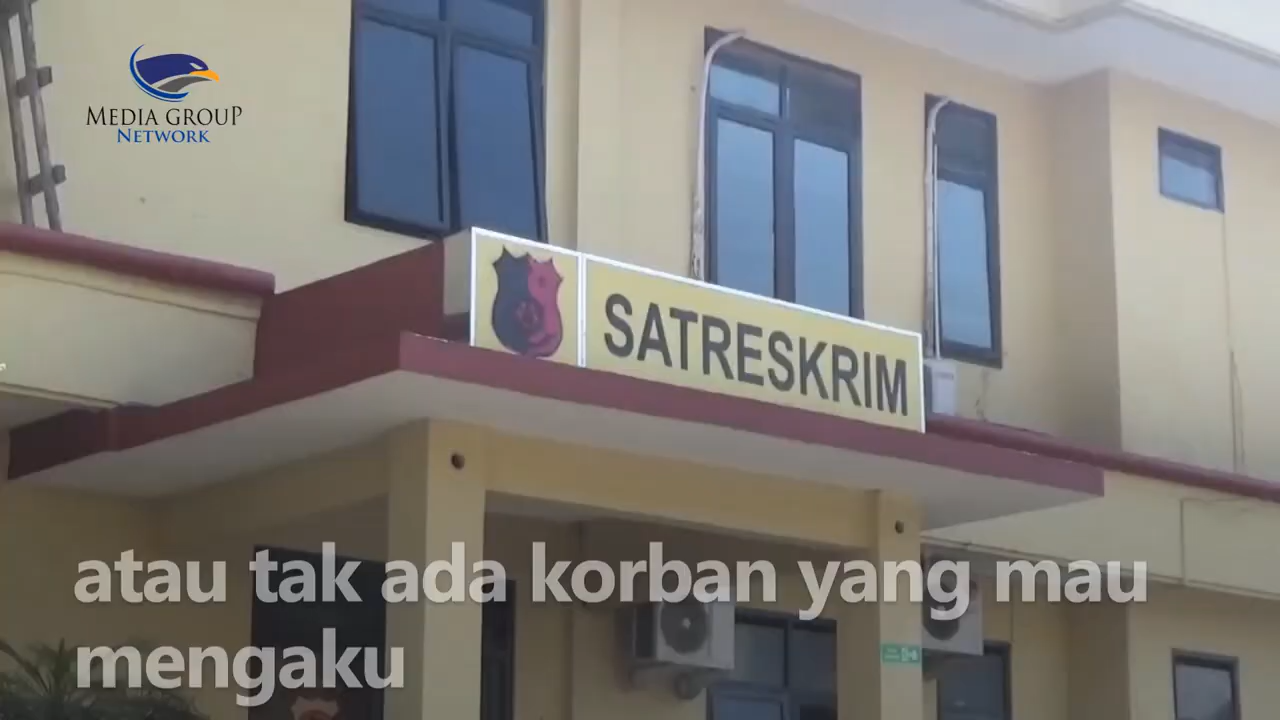 MEDIA GROUP
NETWORK
SATRESKRIM
atau tak ada korban yang mau
mengaku